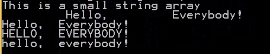 This is a small string array
            Hello,          Everybody!
Hello,  Everybody!
HELLO,  EVERYBODY!
hello,  everybody!